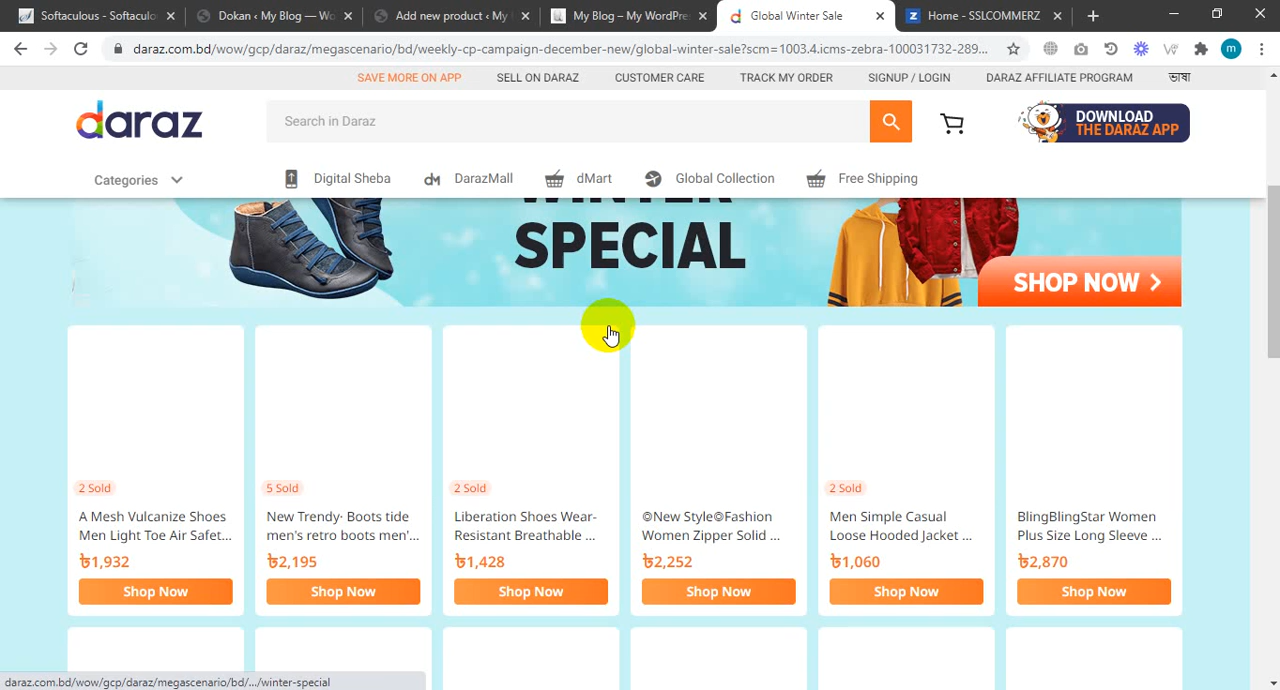 Softaculous - Softaculo
Dokan ‹ My Blog — Wo
Add new product ‹ My
My Blog – My WordPre
Global Winter Sale
Home - SSLCOMMERZ
daraz.com.bd/wow/gcp/daraz/megascenario/bd/weekly-cp-campaign-december-new/global-winter-sale?scm=1003.4.icms-zebra-100031732-289...
m
SAVE MORE ON APP
SELL ON DARAZ
CUSTOMER CARE
TRACK MY ORDER
SIGNUP / LOGIN
DARAZ AFFILIATE PROGRAM
ভাষা
daraz
Search in Daraz
DOWNLOAD
THE DARAZ APP
Categories
Digital Sheba
DarazMall
dMart
Global Collection
Free Shipping
WINTER
SPECIAL
SHOP NOW
2 Sold
5 Sold
2 Sold
2 Sold
A Mesh Vulcanize Shoes
Men Light Toe Air Safet...
৳1,932
Shop Now
New Trendy· Boots tide
men's retro boots men'...
৳2,195
Shop Now
Liberation Shoes Wear-
Resistant Breathable ...
৳1,428
Shop Now
©New Style©Fashion
Women Zipper Solid ...
৳2,252
Shop Now
Men Simple Casual
Loose Hooded Jacket ...
৳1,060
Shop Now
BlingBlingStar Women
Plus Size Long Sleeve ...
৳2,870
Shop Now
daraz.com.bd/wow/gcp/daraz/megascenario/bd/.../winter-special